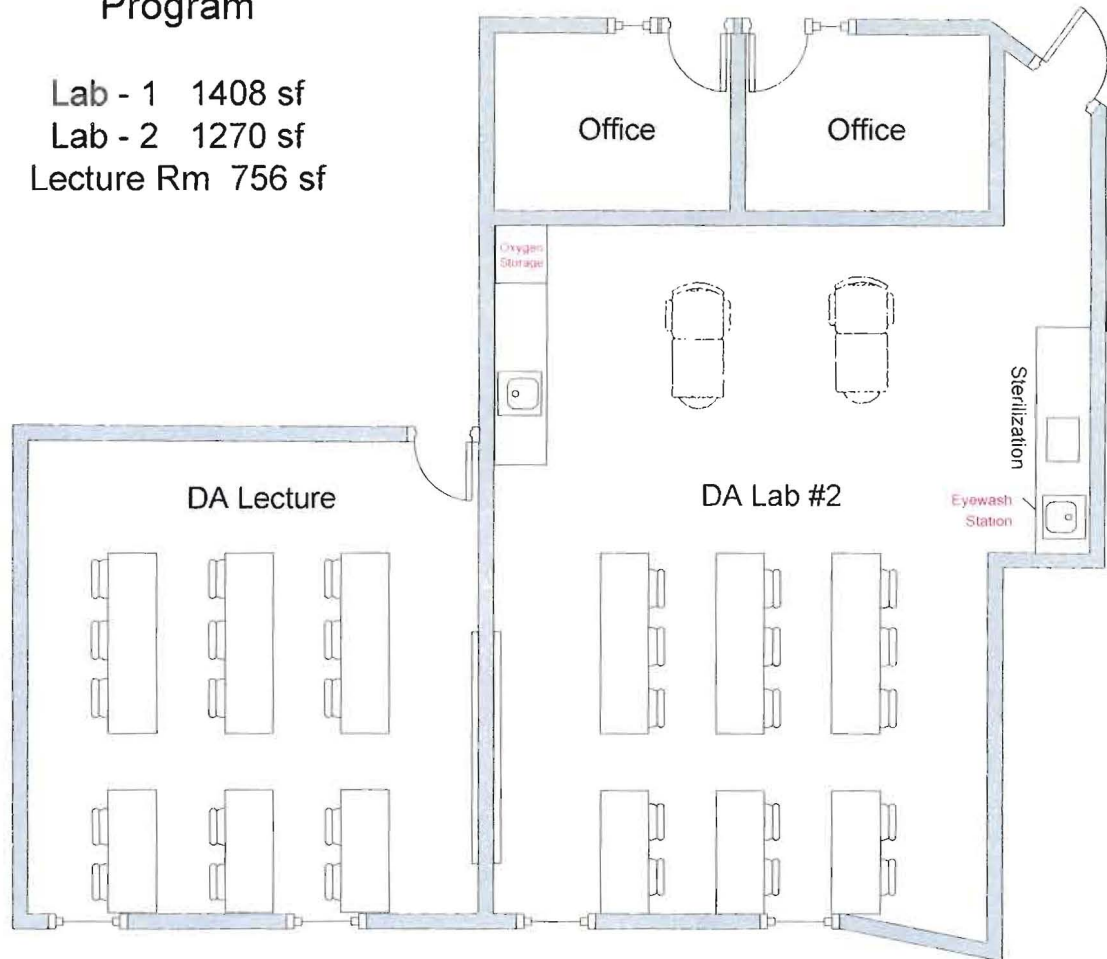 Program
Lab - 1 1408 sf
Lab - 2 1270 sf
Lecture Rm 756 sf
Office
Office
Oxygen
Storage
Sterilization
DA Lecture
DA Lab #2
Eyewash
Station